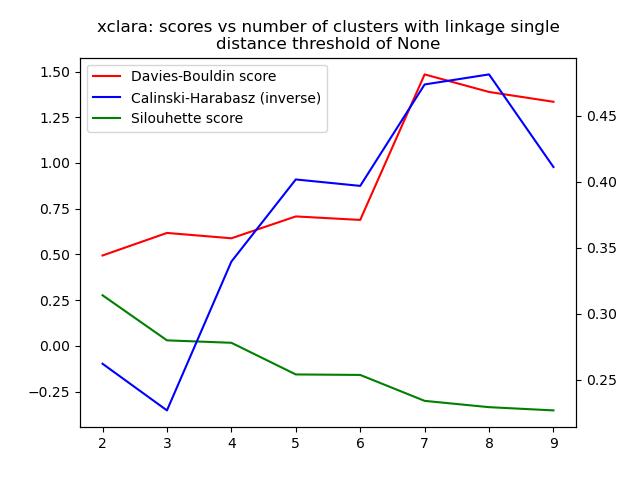 xclara: scores vs number of clusters with linkage single
distance threshold of None
Davies-Bouldin score
Calinski-Harabasz (inverse)
Silouhette score
1.50
1.25
1.00
0.75
0.50
0.25
0.00
−0.25
0.45
0.40
0.35
0.30
0.25
2 3 4 5 6 7 8 9